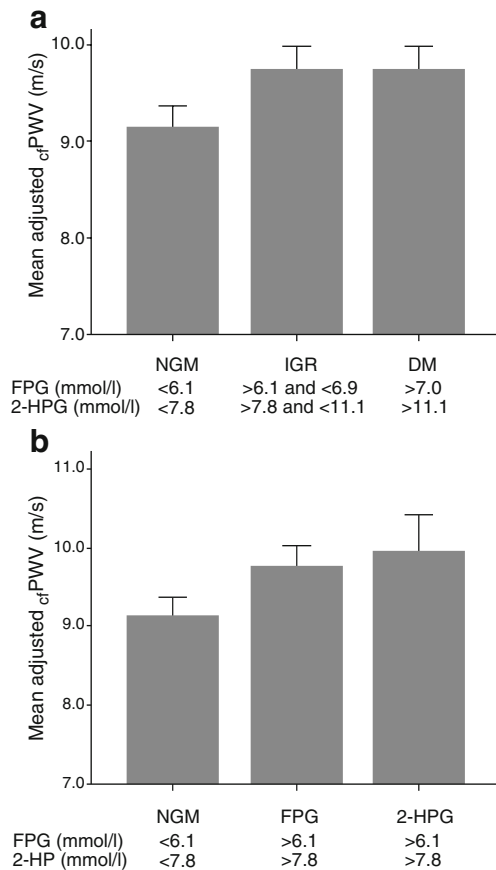 a
Mean adjusted cfPWV (m/s)
10.0
9.0
8.0
7.0
NGM IGR DM
FPG (mmol/l) <6.1 >6.1 and <6.9 >7.0
2-HPG (mmol/l) <7.8 >7.8 and <11.1 >11.1
b
Mean adjusted cfPWV (m/s)
11.0
10.0
9.0
8.0
7.0
NGM FPG 2-HPG
FPG (mmol/l) <6.1 >6.1 >6.1
2-HP (mmol/l) <7.8 >7.8 >7.8